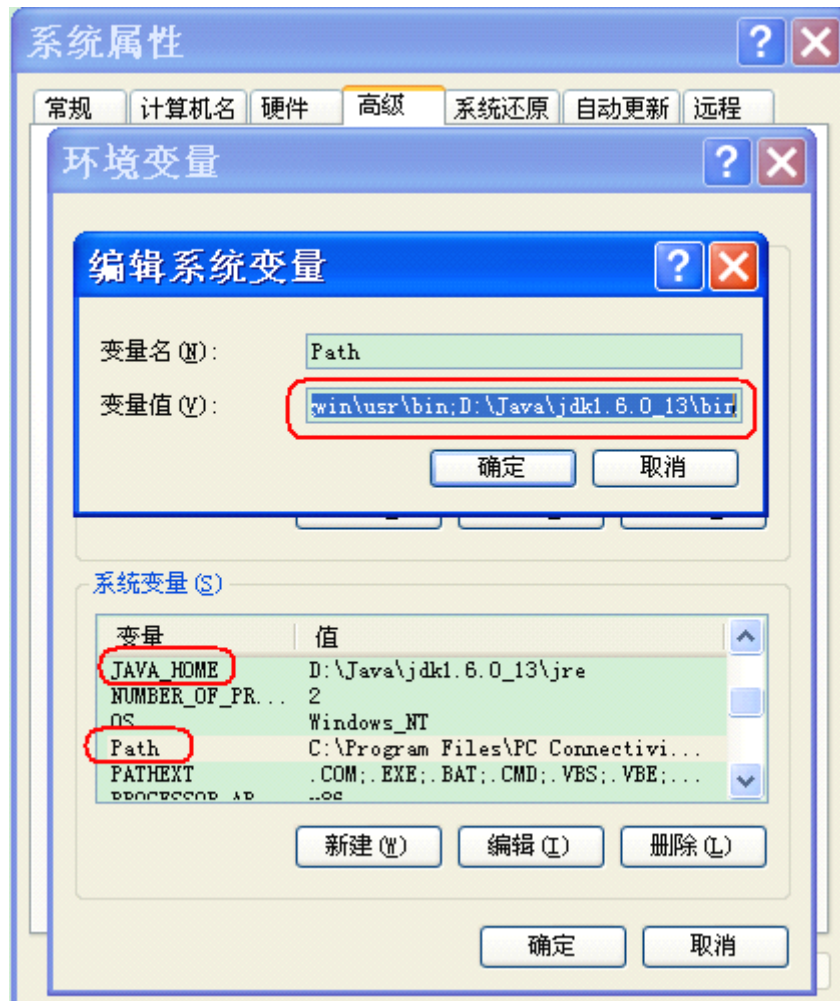 系统属性
常规 计算机名 硬件 高级 系统还原 自动更新 远程
环境变量
编辑系统变量
变量名(N): Path
变量值(V): win\usr\bin;D:\Java\jdk1.6.0_13\bin
确定 取消
系统变量(S)
变量 值
JAVA_HOME D:\Java\jdk1.6.0_13\jre
NUMBER_OF_PR... 2
OS Windows_NT
Path C:\Program Files\PC Connectivi...
PATHEXT .COM;.EXE;.BAT;.CMD;.VBS;.VBE;...
新建(W) 编辑(I) 删除(L)
确定 取消